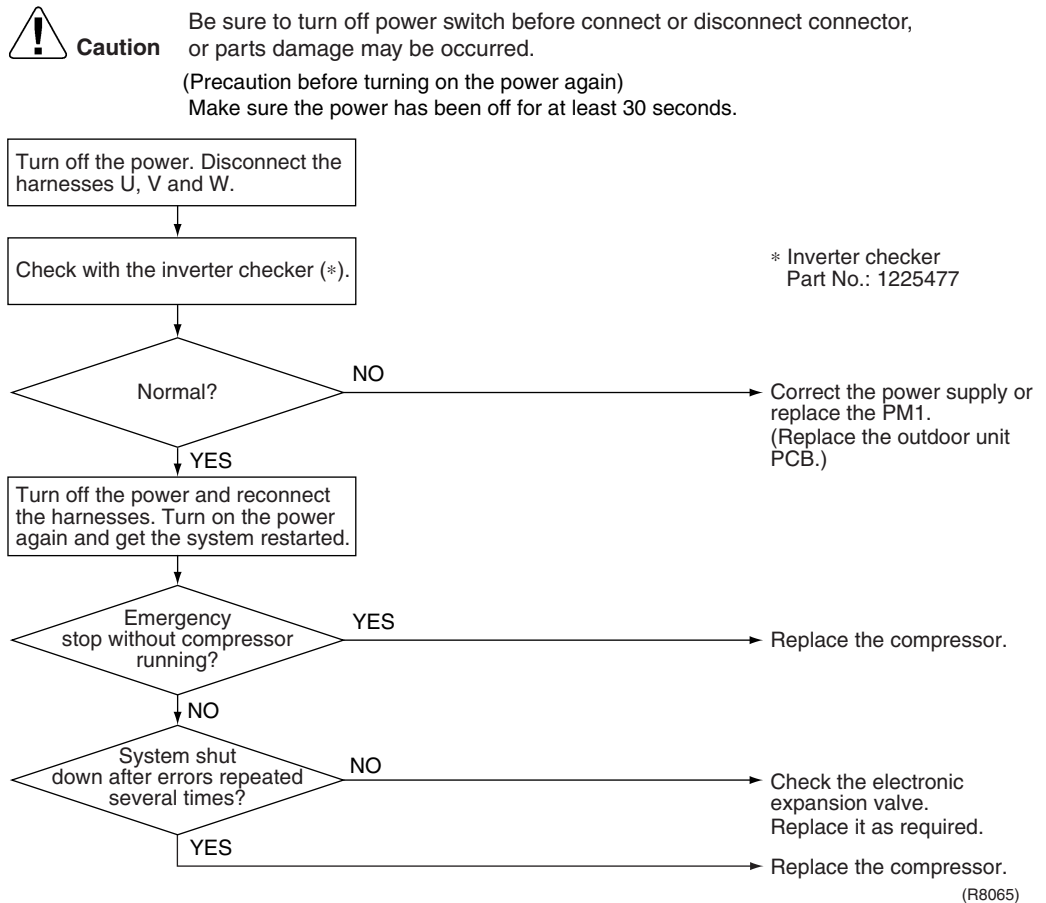 Caution
Be sure to turn off power switch before connect or disconnect connector,
or parts damage may be occurred.
(Precaution before turning on the power again)
Make sure the power has been off for at least 30 seconds.
Turn off the power. Disconnect the
harnesses U, V and W.
Check with the inverter checker (*).
* Inverter checker
Part No.: 1225477
Normal?
NO
Correct the power supply or
replace the PM1.
(Replace the outdoor unit
PCB.)
YES
Turn off the power and reconnect
the harnesses. Turn on the power
again and get the system restarted.
Emergency
stop without compressor
running?
YES
Replace the compressor.
NO
System shut
down after errors repeated
several times?
NO
Check the electronic
expansion valve.
Replace it as required.
YES
Replace the compressor.
(R8065)